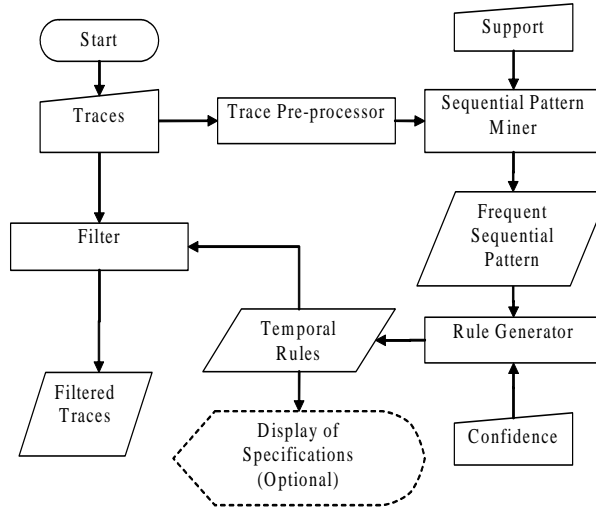 Start
Support
Traces
Trace Pre-processor
Sequential Pattern
Miner
Filter
Frequent
Sequential
Pattern
Temporal
Rules
Rule Generator
Filtered
Traces
Display of
Specifications
(Optional)
Confidence